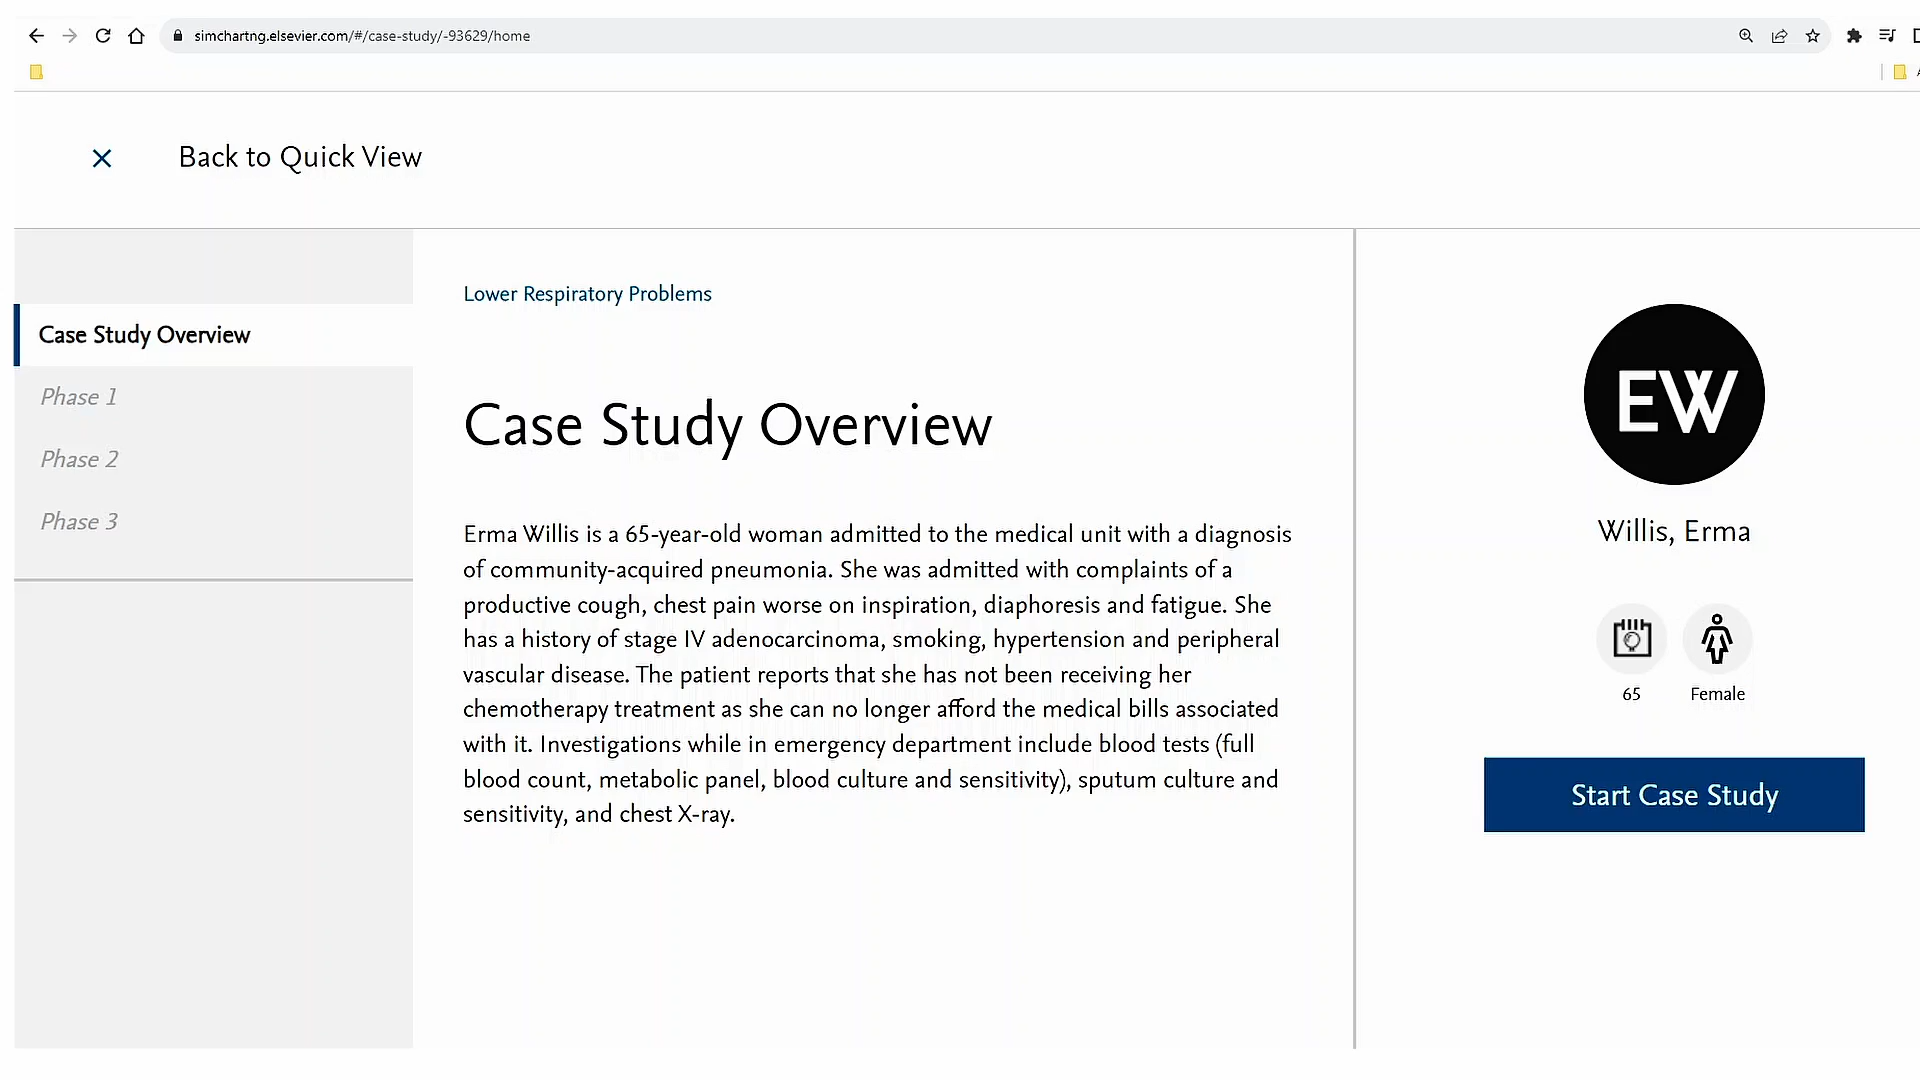 simchartng.elsevier.com/#/case-study/-93629/home
Back to Quick View
Case Study Overview
Phase 1
Phase 2
Phase 3
Lower Respiratory Problems
Case Study Overview
Erma Willis is a 65-year-old woman admitted to the medical unit with a diagnosis
of community-acquired pneumonia. She was admitted with complaints of a
productive cough, chest pain worse on inspiration, diaphoresis and fatigue. She
has a history of stage IV adenocarcinoma, smoking, hypertension and peripheral
vascular disease. The patient reports that she has not been receiving her
chemotherapy treatment as she can no longer afford the medical bills associated
with it. Investigations while in emergency department include blood tests (full
blood count, metabolic panel, blood culture and sensitivity), sputum culture and
sensitivity, and chest X-ray.
EW
Willis, Erma
65
Female
Start Case Study